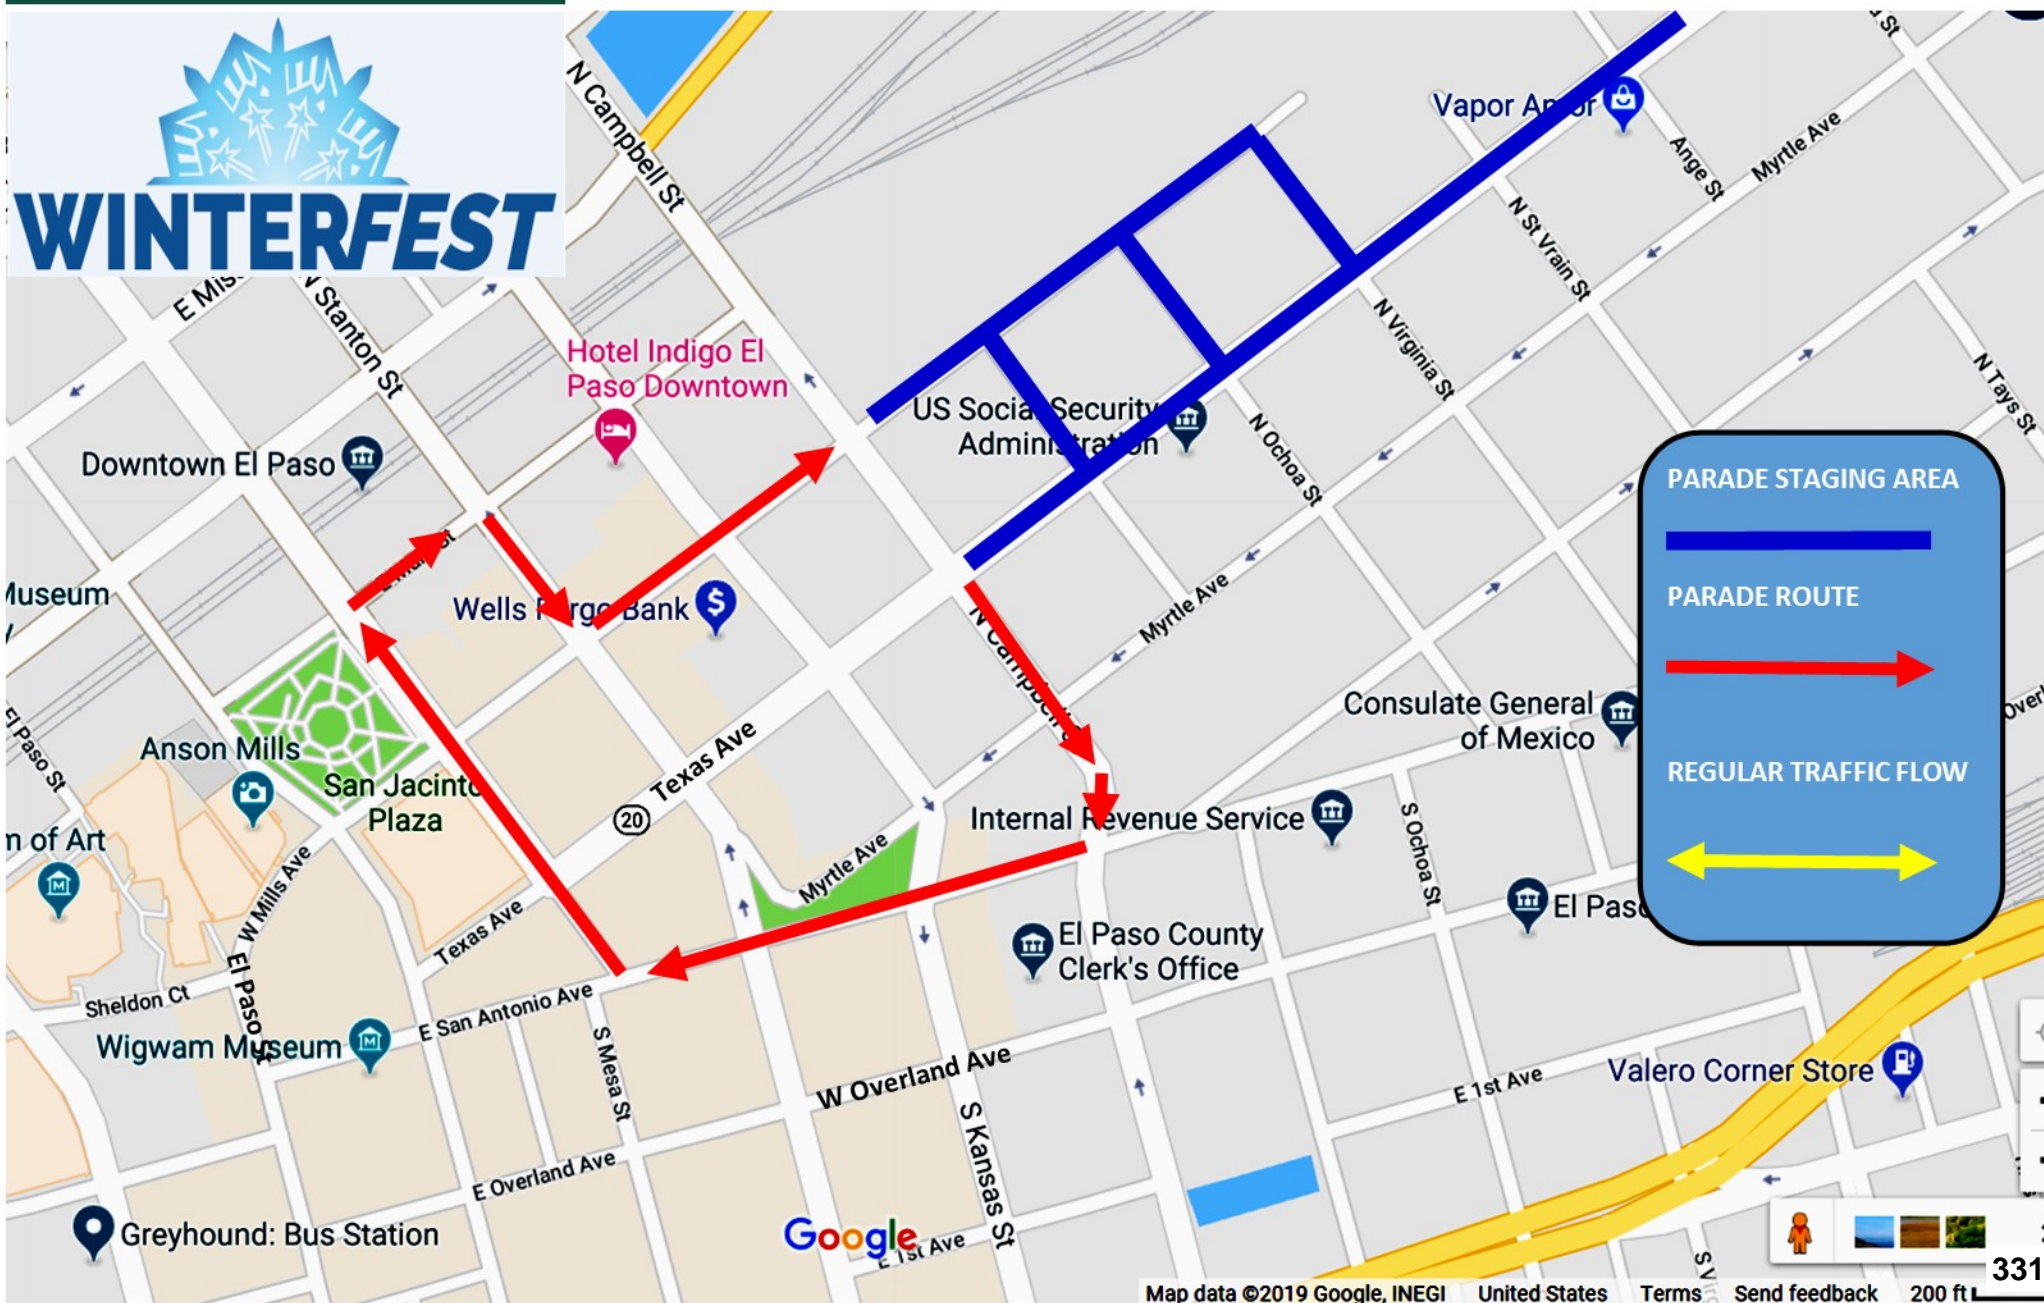 WINTERFEST
N Campbell St
Vapor Amor
Ange St
Myrtle Ave
N St Vrain St
N Stanton St
Hotel Indigo El
Paso Downtown
N Virginia St
N Tays St
US Social Security
Administration
N Ochoa St
Downtown El Paso
PARADE STAGING AREA
PARADE ROUTE
REGULAR TRAFFIC FLOW
Museum
Wells Fargo Bank
N Campbell St
Myrtle Ave
Consulate General
of Mexico
El Paso St
Anson Mills
San Jacinto
Plaza
20
Texas Ave
Internal Revenue Service
S Ochoa St
m of Art
W Mills Ave
Myrtle Ave
Texas Ave
El Paso County
Clerk's Office
El Paso
Sheldon Ct
El Paso St
E San Antonio Ave
Wigwam Museum
S Mesa St
W Overland Ave
E 1st Ave
Valero Corner Store
S Kansas St
E Overland Ave
Greyhound: Bus Station
Google
E 1st Ave
331
Map data ©2019 Google, INEGI United States Terms Send feedback 200 ft